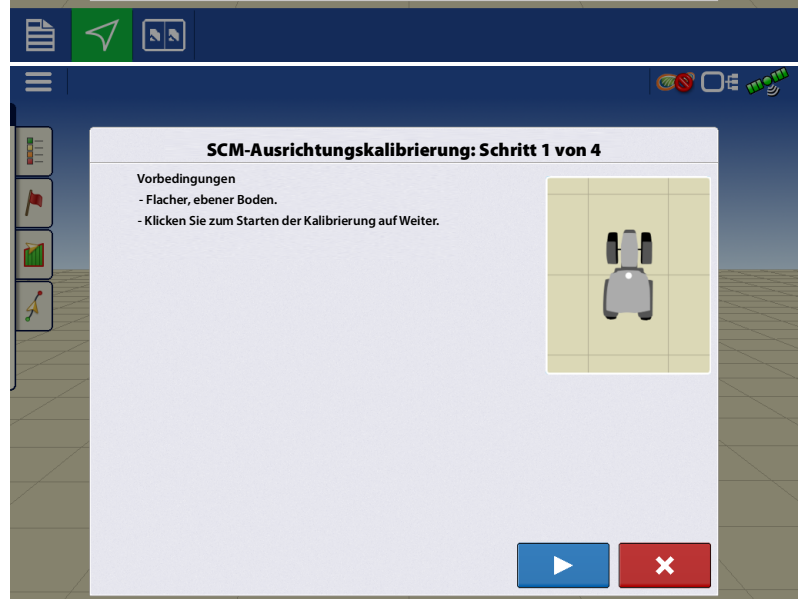 SCM-Ausrichtungskalibrierung: Schritt 1 von 4
Vorbedingungen
- Flacher, ebener Boden.
- Klicken Sie zum Starten der Kalibrierung auf Weiter.